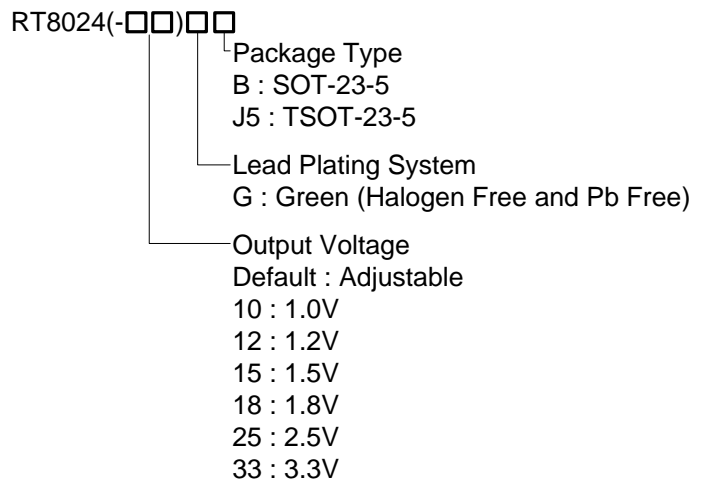 RT8024(-□□)□□
Package Type
B : SOT-23-5
J5 : TSOT-23-5
Lead Plating System
G : Green (Halogen Free and Pb Free)
Output Voltage
Default : Adjustable
10 : 1.0V
12 : 1.2V
15 : 1.5V
18 : 1.8V
25 : 2.5V
33 : 3.3V